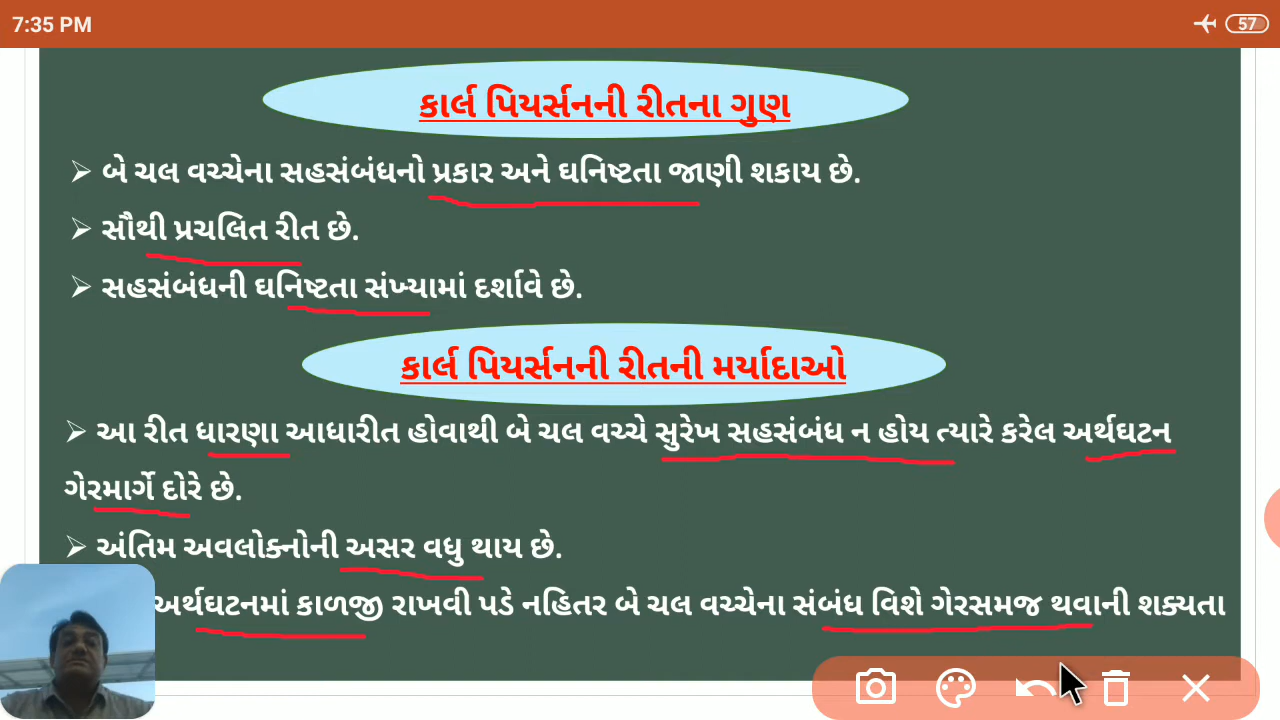 7:35 PM
57
કાર્લ પિયર્સનની રીતના ગુણ
➢ બે ચલ વચ્ચેના સહસંબંધનો પ્રકાર અને ઘનિષ્ટતા જાણી શકાય છે.
➢ સૌથી પ્રચલિત રીત છે.
➢ સહસંબંધની ઘનિષ્ટતા સંખ્યામાં દર્શાવે છે.
કાર્લ પિયર્સનની રીતની મર્યાદાઓ
➢ આ રીત ધારણા આધારીત હોવાથી બે ચલ વચ્ચે સુરેખ સહસંબંધ ન હોય ત્યારે કરેલ અર્થઘટન
ગેરમાર્ગે દોરે છે.
➢ અંતિમ અવલોક્નોની અસર વધુ થાય છે.
અર્થઘટનમાં કાળજી રાખવી પડે નહિતર બે ચલ વચ્ચેના સંબંધ વિશે ગેરસમજ થવાની શક્યતા